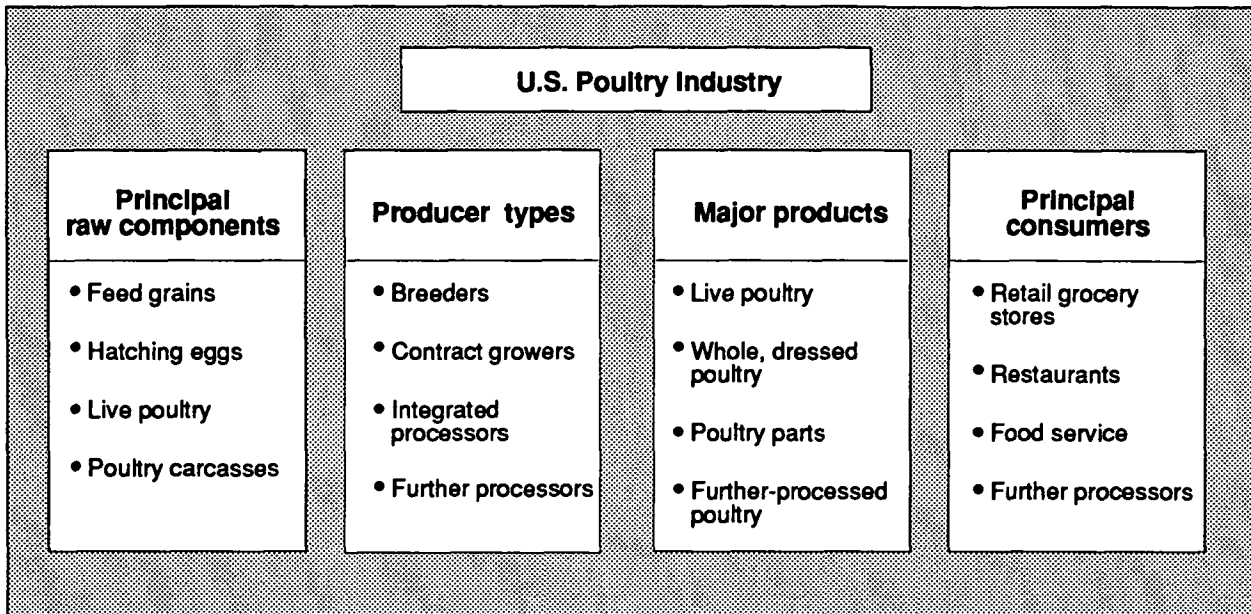 U.S. Poultry Industry
Principal
raw components
• Feed grains
• Hatching eggs
• Live poultry
• Poultry carcasses
Producer types
• Breeders
• Contract growers
• Integrated
processors
• Further processors
Major products
• Live poultry
• Whole, dressed
poultry
• Poultry parts
• Further-processed
poultry
Principal
consumers
• Retail grocery
stores
• Restaurants
• Food service
• Further processors